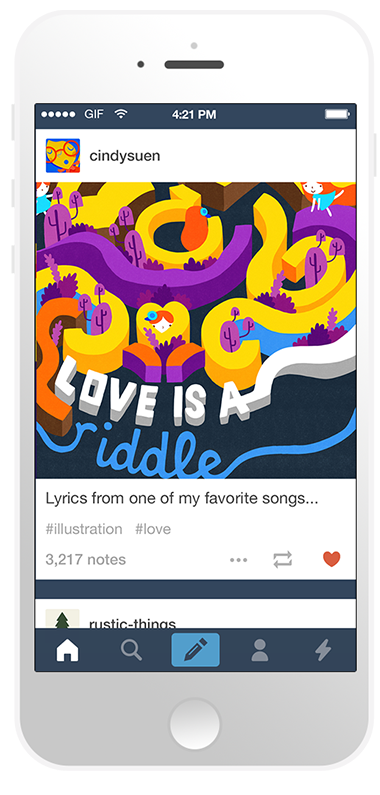 GIF 4:21 PM
cindysuen
LOVE IS A
riddle
Lyrics from one of my favorite songs...
#illustration #love
3,217 notes
rustic-things